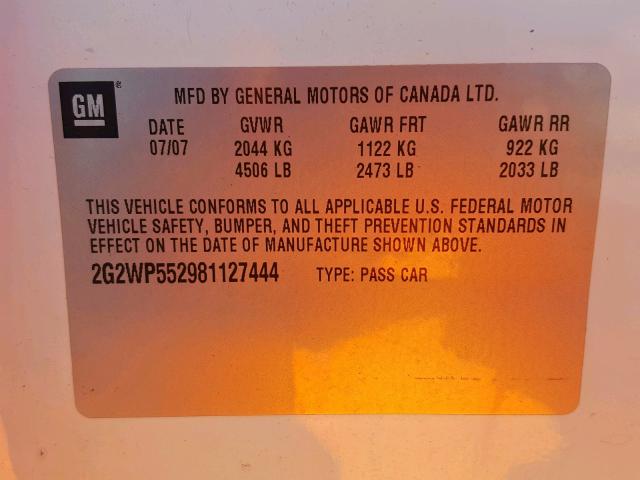 GM ®
MFD BY GENERAL MOTORS OF CANADA LTD.
DATE GVWR GAWR FRT GAWR RR
07/07 2044 KG 1122 KG 922 KG
4506 LB 2473 LB 2033 LB
THIS VEHICLE CONFORMS TO ALL APPLICABLE U.S. FEDERAL MOTOR
VEHICLE SAFETY, BUMPER, AND THEFT PREVENTION STANDARDS IN
EFFECT ON THE DATE OF MANUFACTURE SHOWN ABOVE.
2G2WP552981127444 TYPE: PASS CAR